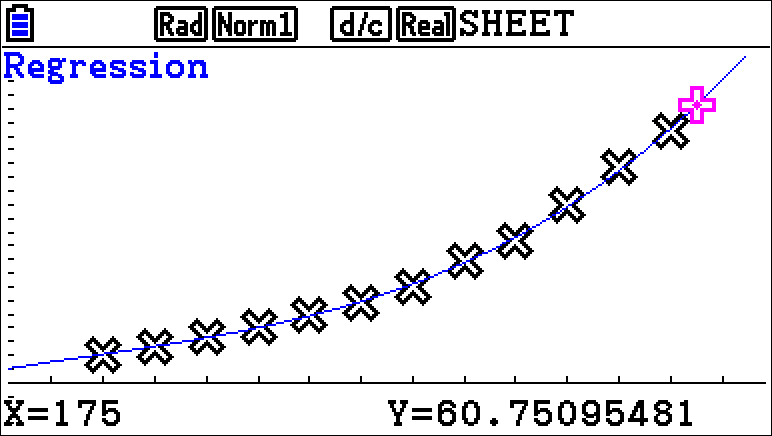 Rad Norm1 d/c Real SHEET
Regression
X=175 Y=60.75095481